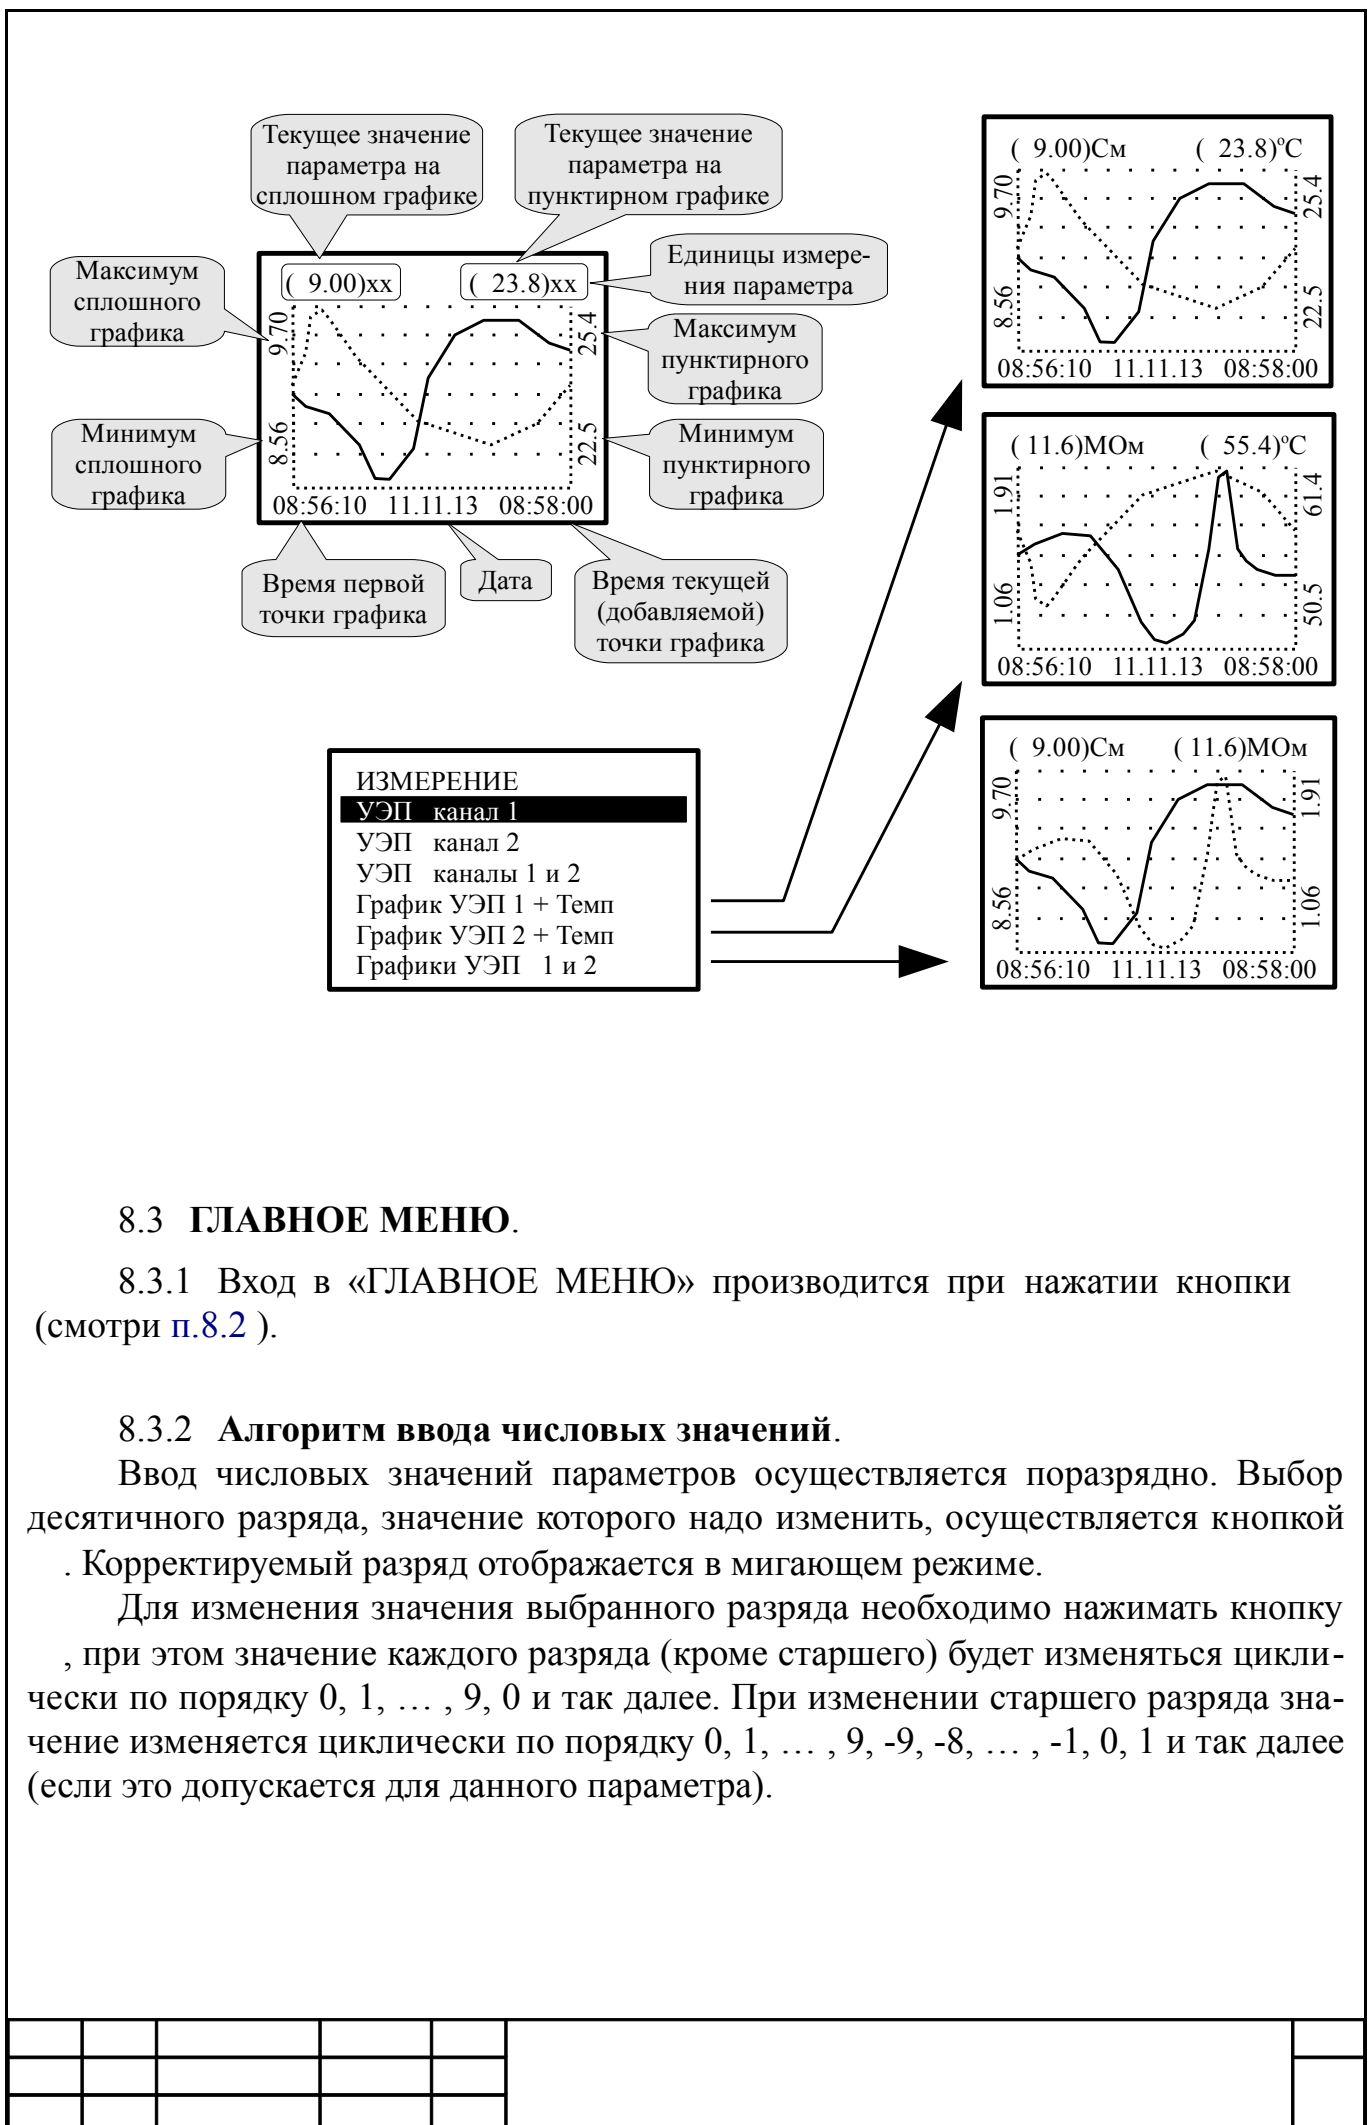 Текущее значение
параметра на
сплошном графике
Текущее значение
параметра на
пунктирном графике
Единицы измере-
ния параметра
Максимум
сплошного
графика
Минимум
сплошного
графика
Максимум
пунктирного
графика
Минимум
пунктирного
графика
( 9.00)хх ( 23.8)хх
9.70
8.56
25.4
22.5
08:56:10 11.11.13 08:58:00
Время первой
точки графика
Дата
Время текущей
(добавляемой)
точки графика
( 9.00)См ( 23.8)ºС
9.70
8.56
25.4
22.5
08:56:10 11.11.13 08:58:00
( 11.6)МОм ( 55.4)ºС
1.91
1.06
61.4
50.5
08:56:10 11.11.13 08:58:00
( 9.00)См ( 11.6)МОм
9.70
8.56
1.91
1.06
08:56:10 11.11.13 08:58:00
ИЗМЕРЕНИЕ
УЭП канал 1
УЭП канал 2
УЭП каналы 1 и 2
График УЭП 1 + Темп
График УЭП 2 + Темп
Графики УЭП 1 и 2
8.3 ГЛАВНОЕ МЕНЮ.
8.3.1 Вход в «ГЛАВНОЕ МЕНЮ» производится при нажатии кнопки
(смотри п.8.2 ).
8.3.2 Алгоритм ввода числовых значений.
Ввод числовых значений параметров осуществляется поразрядно. Выбор
десятичного разряда, значение которого надо изменить, осуществляется кнопкой
. Корректируемый разряд отображается в мигающем режиме.
Для изменения значения выбранного разряда необходимо нажимать кнопку
, при этом значение каждого разряда (кроме старшего) будет изменяться цикли-
чески по порядку 0, 1, … , 9, 0 и так далее. При изменении старшего разряда зна-
чение изменяется циклически по порядку 0, 1, … , 9, -9, -8, … , -1, 0, 1 и так далее
(если это допускается для данного параметра).